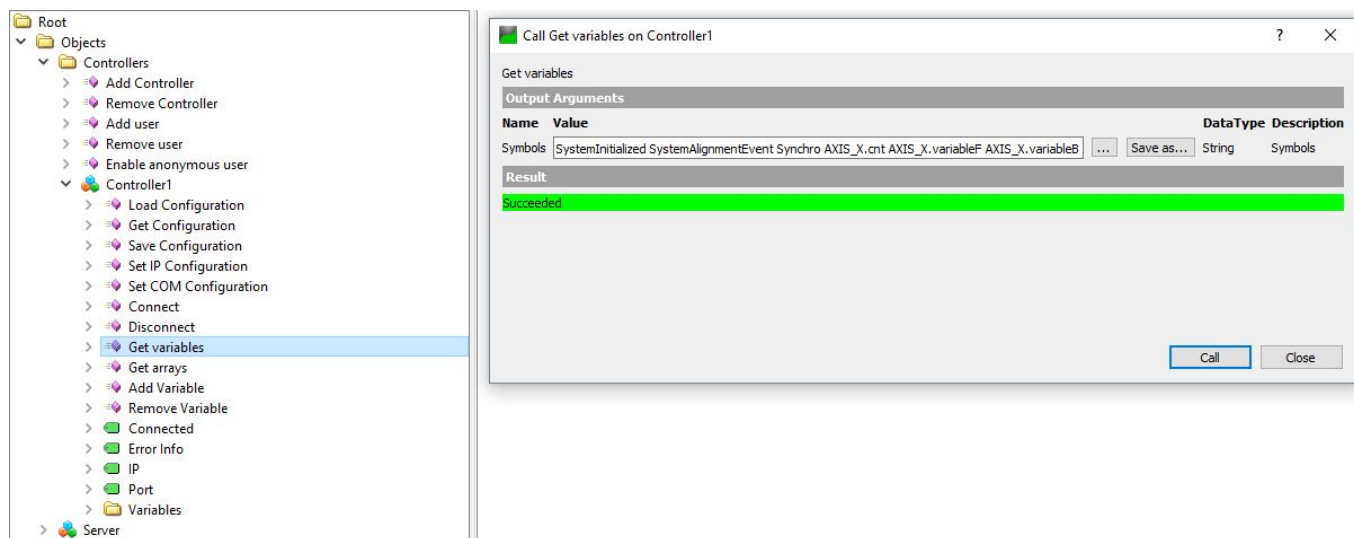 Root
Objects
Controllers
Add Controller
Remove Controller
Add user
Remove user
Enable anonymous user
Controller1
Load Configuration
Get Configuration
Save Configuration
Set IP Configuration
Set COM Configuration
Connect
Disconnect
Get variables
Get arrays
Add Variable
Remove Variable
Connected
Error Info
IP
Port
Variables
Server
Call Get variables on Controller1 ? X
Get variables
Output Arguments
Name Value DataType Description
Symbols SystemInitialized SystemAlignmentEvent Synchro AXIS_X.cnt AXIS_X.variableF AXIS_X.variableB ... Save as... String Symbols
Result
Succeeded
Call Close